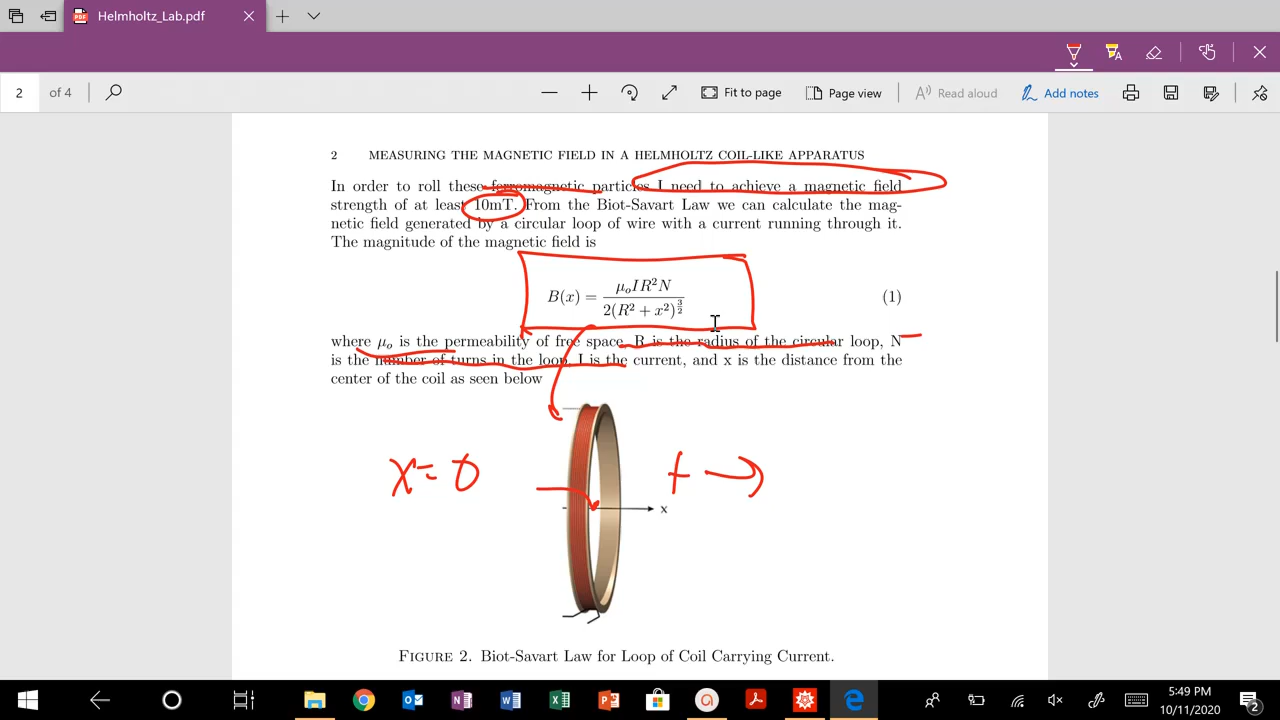 Helmholtz_Lab.pdf
2 of 4
Fit to page
Page view
Read aloud
Add notes
2 MEASURING THE MAGNETIC FIELD IN A HELMHOLTZ COIL-LIKE APPARATUS
In order to roll these ferromagnetic particles I need to achieve a magnetic field
strength of at least 10mT. From the Biot-Savart Law we can calculate the mag-
netic field generated by a circular loop of wire with a current running through it.
The magnitude of the magnetic field is
B(x) = μₒIR²N / 2(R² + x²)^(3/2) (1)
where μₒ is the permeability of free space, R is the radius of the circular loop, N
is the number of turns in the loop, I is the current, and x is the distance from the
center of the coil as seen below
x=0
+ →
x
FIGURE 2. Biot-Savart Law for Loop of Coil Carrying Current.
5:49 PM
10/11/2020
2